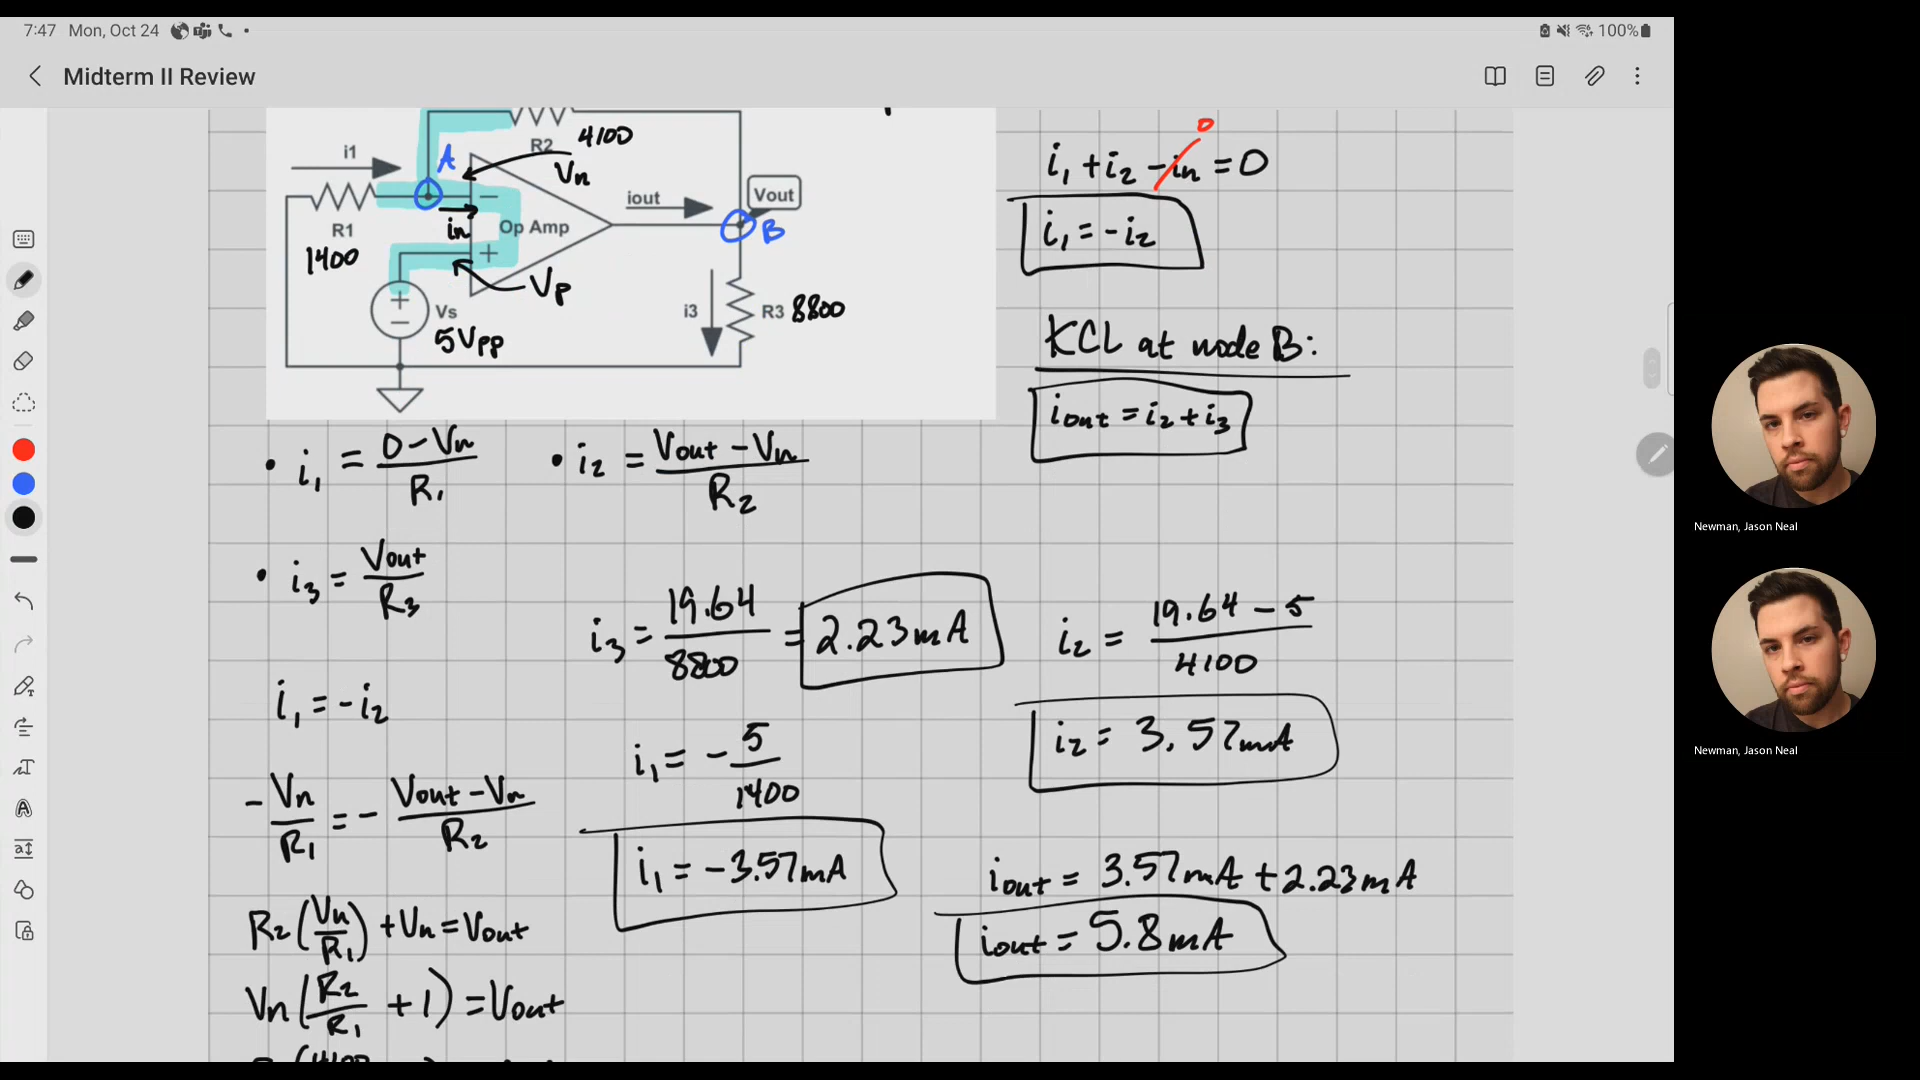 7:47 Mon, Oct 24
100%
Midterm II Review
R2
4100
i1
A
Vn
R1
1400
in
−
Op Amp
+
Vp
iout
Vout
B
+
−
Vs
5Vpp
i3
R3 8800
i₁ + i₂ − in = 0
0
i₁ = -i₂
KCL at node B:
iout = i₂ + i₃
• i₁ = (0 − Vn)/R₁
• i₂ = (Vout − Vn)/R₂
• i₃ = Vout/R₃
i₃ = 19.64/8800 = 2.23mA
i₂ = (19.64 − 5)/4100
i₁ = -i₂
i₁ = −5/1400
i₂ = 3.57mA
−Vn/R₁ = −(Vout − Vn)/R₂
i₁ = −3.57mA
iout = 3.57mA + 2.23mA
iout = 5.8mA
R₂(Vn/R₁) + Vn = Vout
Vn(R₂/R₁ + 1) = Vout
Newman, Jason Neal
Newman, Jason Neal